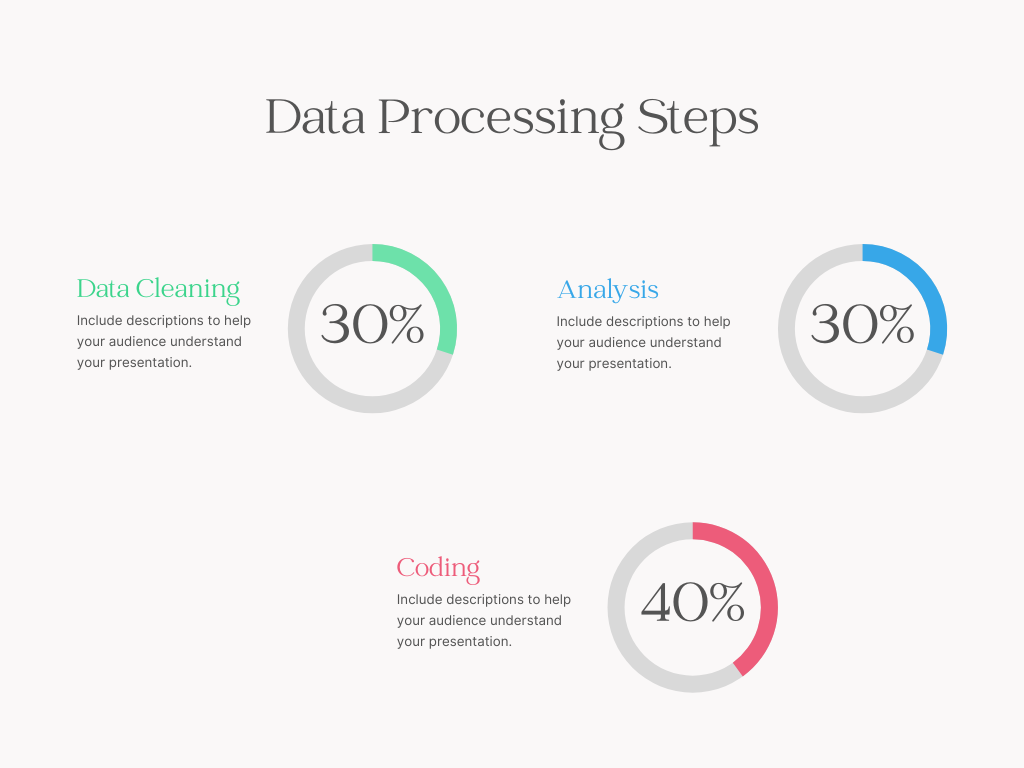 Data Processing Steps
Data Cleaning
Include descriptions to help
your audience understand
your presentation.
30%
Analysis
Include descriptions to help
your audience understand
your presentation.
30%
Coding
Include descriptions to help
your audience understand
your presentation.
40%